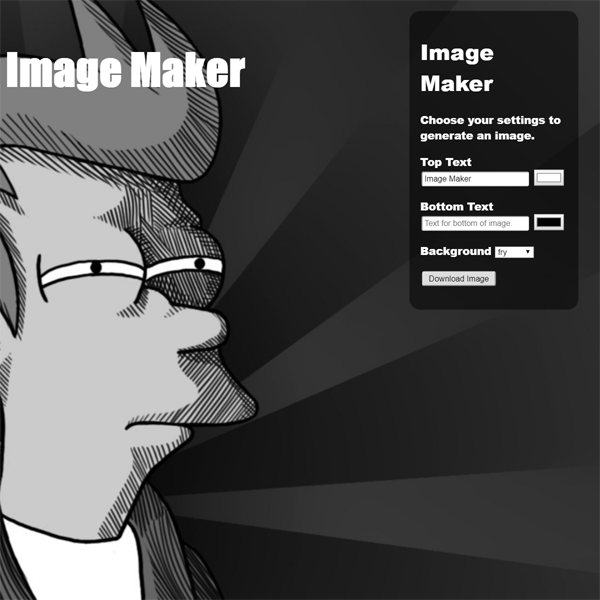 Image Maker
Image
Maker
Choose your settings to
generate an image.
Top Text
Image Maker
Bottom Text
Text for bottom of image.
Background fry
Download Image